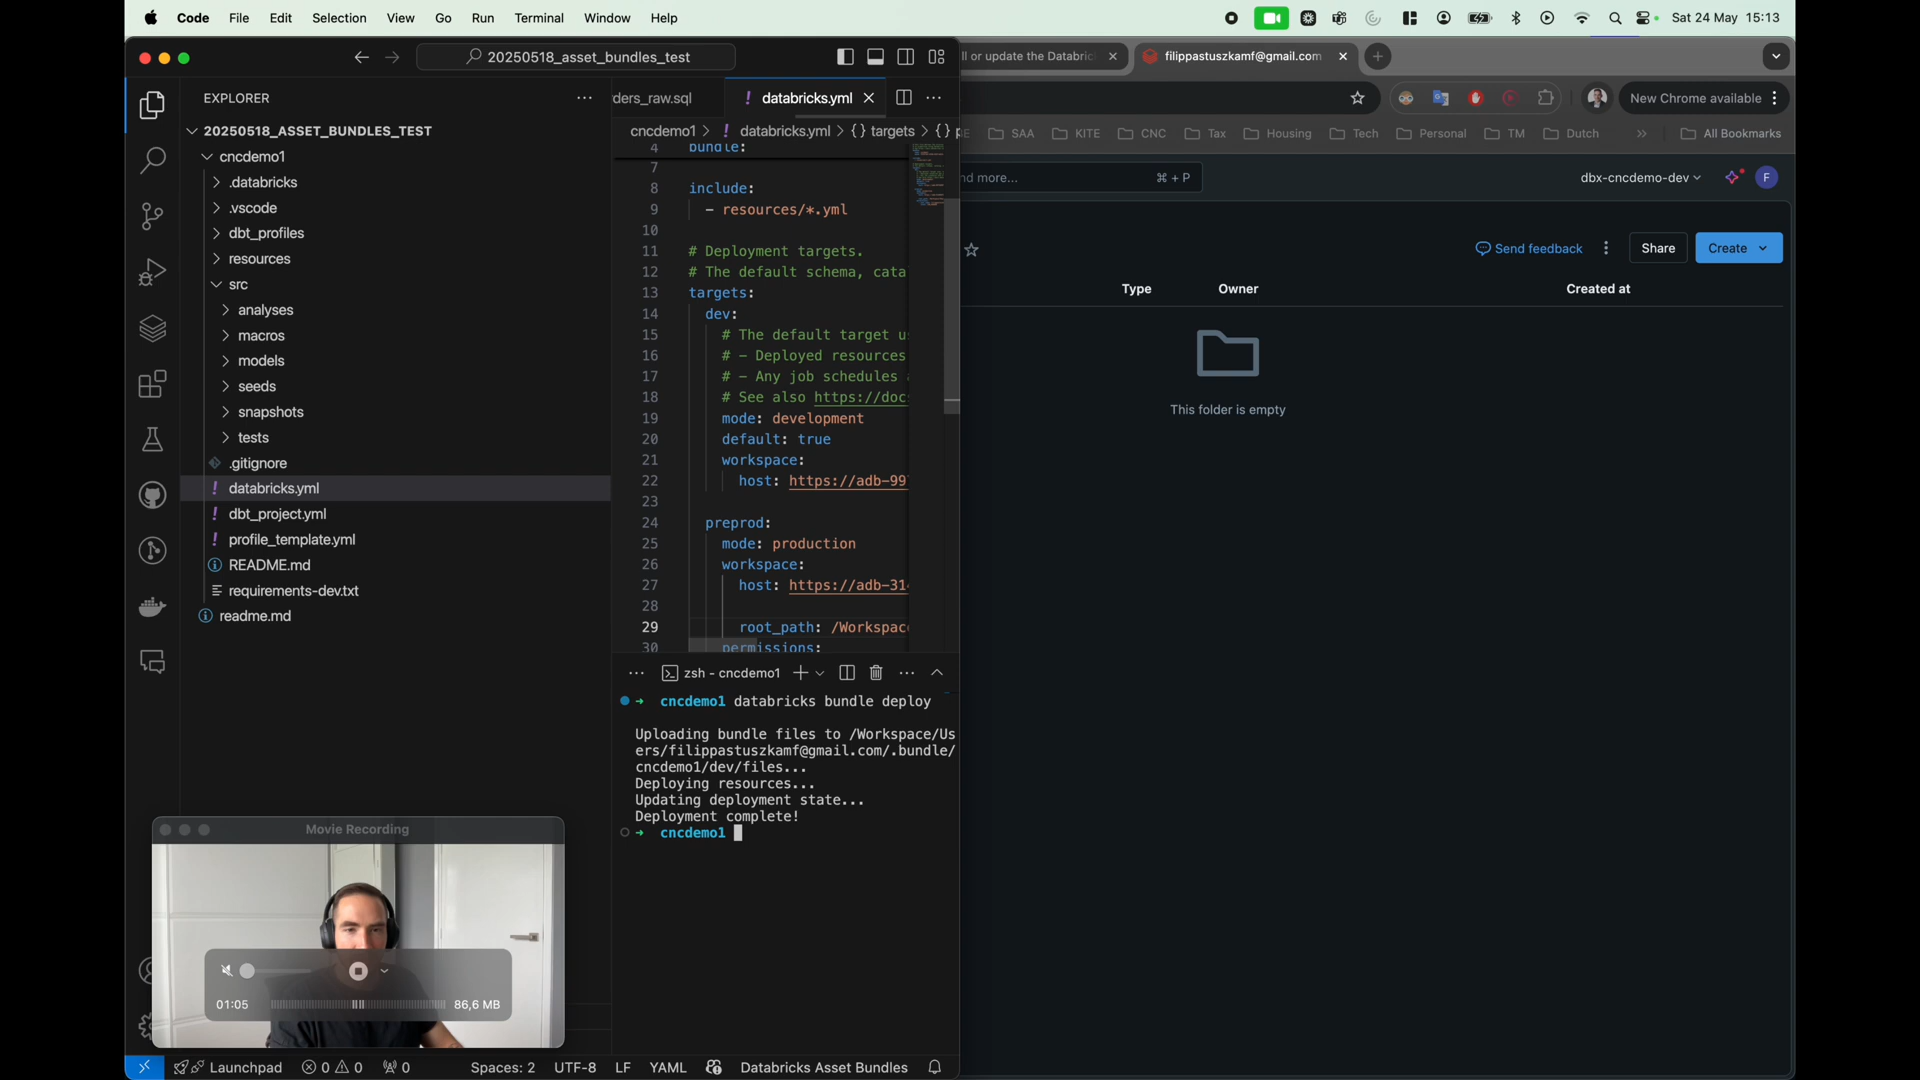 Code File Edit Selection View Go Run Terminal Window Help
Sat 24 May 15:13
20250518_asset_bundles_test
ll or update the Databric
filippastuszkamf@gmail.com
New Chrome available
EXPLORER
20250518_ASSET_BUNDLES_TEST
cncdemo1
.databricks
.vscode
dbt_profiles
resources
src
analyses
macros
models
seeds
snapshots
tests
.gitignore
databricks.yml
dbt_project.yml
profile_template.yml
README.md
requirements-dev.txt
readme.md
ders_raw.sql
databricks.yml
cncdemo1 > databricks.yml > {} targets > {} p
4 bundle:
7
8 include:
9 - resources/*.yml
10
11 # Deployment targets.
12 # The default schema, cata
13 targets:
14 dev:
15 # The default target u
16 # - Deployed resources
17 # - Any job schedules
18 # See also https://doc
19 mode: development
20 default: true
21 workspace:
22 host: https://adb-99
23
24 preprod:
25 mode: production
26 workspace:
27 host: https://adb-314
28
29 root_path: /Workspac
30 permissions:
zsh - cncdemo1
cncdemo1 databricks bundle deploy
Uploading bundle files to /Workspace/Us
ers/filippastuszkamf@gmail.com/.bundle/
cncdemo1/dev/files...
Deploying resources...
Updating deployment state...
Deployment complete!
cncdemo1
SAA KITE CNC Tax Housing Tech Personal TM Dutch » All Bookmarks
nd more... ⌘ + P
dbx-cncdemo-dev
F
Send feedback
Share
Create
Type Owner Created at
This folder is empty
Movie Recording
01:05
86,6 MB
Launchpad 0 0 0 Spaces: 2 UTF-8 LF YAML Databricks Asset Bundles